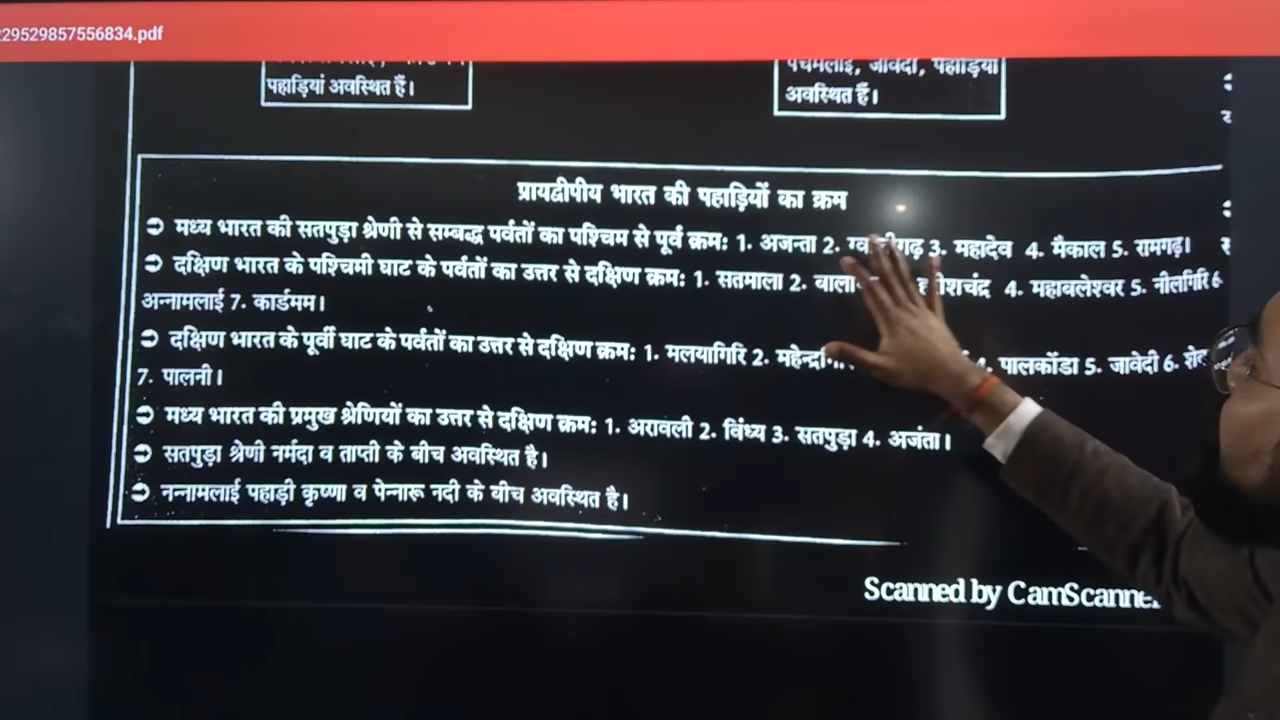 29529857556834.pdf
पहाड़ियां अवस्थित हैं।
पचमलाई, जावेदी, पहाड़ियां
अवस्थित हैं।
प्रायद्वीपीय भारत की पहाड़ियों का क्रम
➲ मध्य भारत की सतपुड़ा श्रेणी से सम्बद्ध पर्वतों का पश्चिम से पूर्व क्रम: 1. अजन्ता 2. 3. महादेव 4. मैकाल 5. रामगढ़।
➲ दक्षिण भारत के पश्चिमी घाट के पर्वतों का उत्तर से दक्षिण क्रम: 1. सतमाला 2. 4. महाबलेश्वर 5. नीलगिरि 6
अन्नामलाई 7. कार्डमम।
➲ दक्षिण भारत के पूर्वी घाट के पर्वतों का उत्तर से दक्षिण क्रम: 1. मलयागिरि 2. 4. पालकोंडा 5. जावेदी 6.
7. पालनी।
➲ मध्य भारत की प्रमुख श्रेणियों का उत्तर से दक्षिण क्रम: 1. अरावली 2. विंध्य 3. सतपुड़ा 4. अजंता।
➲ सतपुड़ा श्रेणी नर्मदा व ताप्ती के बीच अवस्थित है।
➲ नन्नामलाई पहाड़ी कृष्णा व पेन्नारू नदी के बीच अवस्थित है।
Scanned by